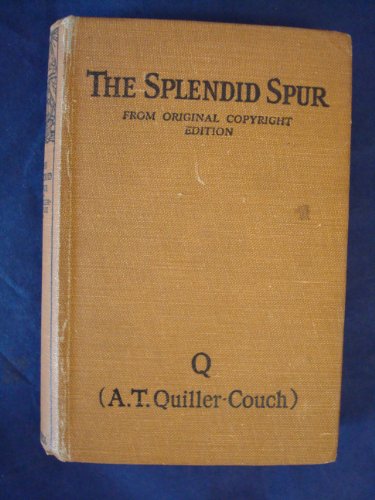 THE SPLENDID SPUR
FROM ORIGINAL COPYRIGHT
EDITION
Q
(A.T. Quiller-Couch)